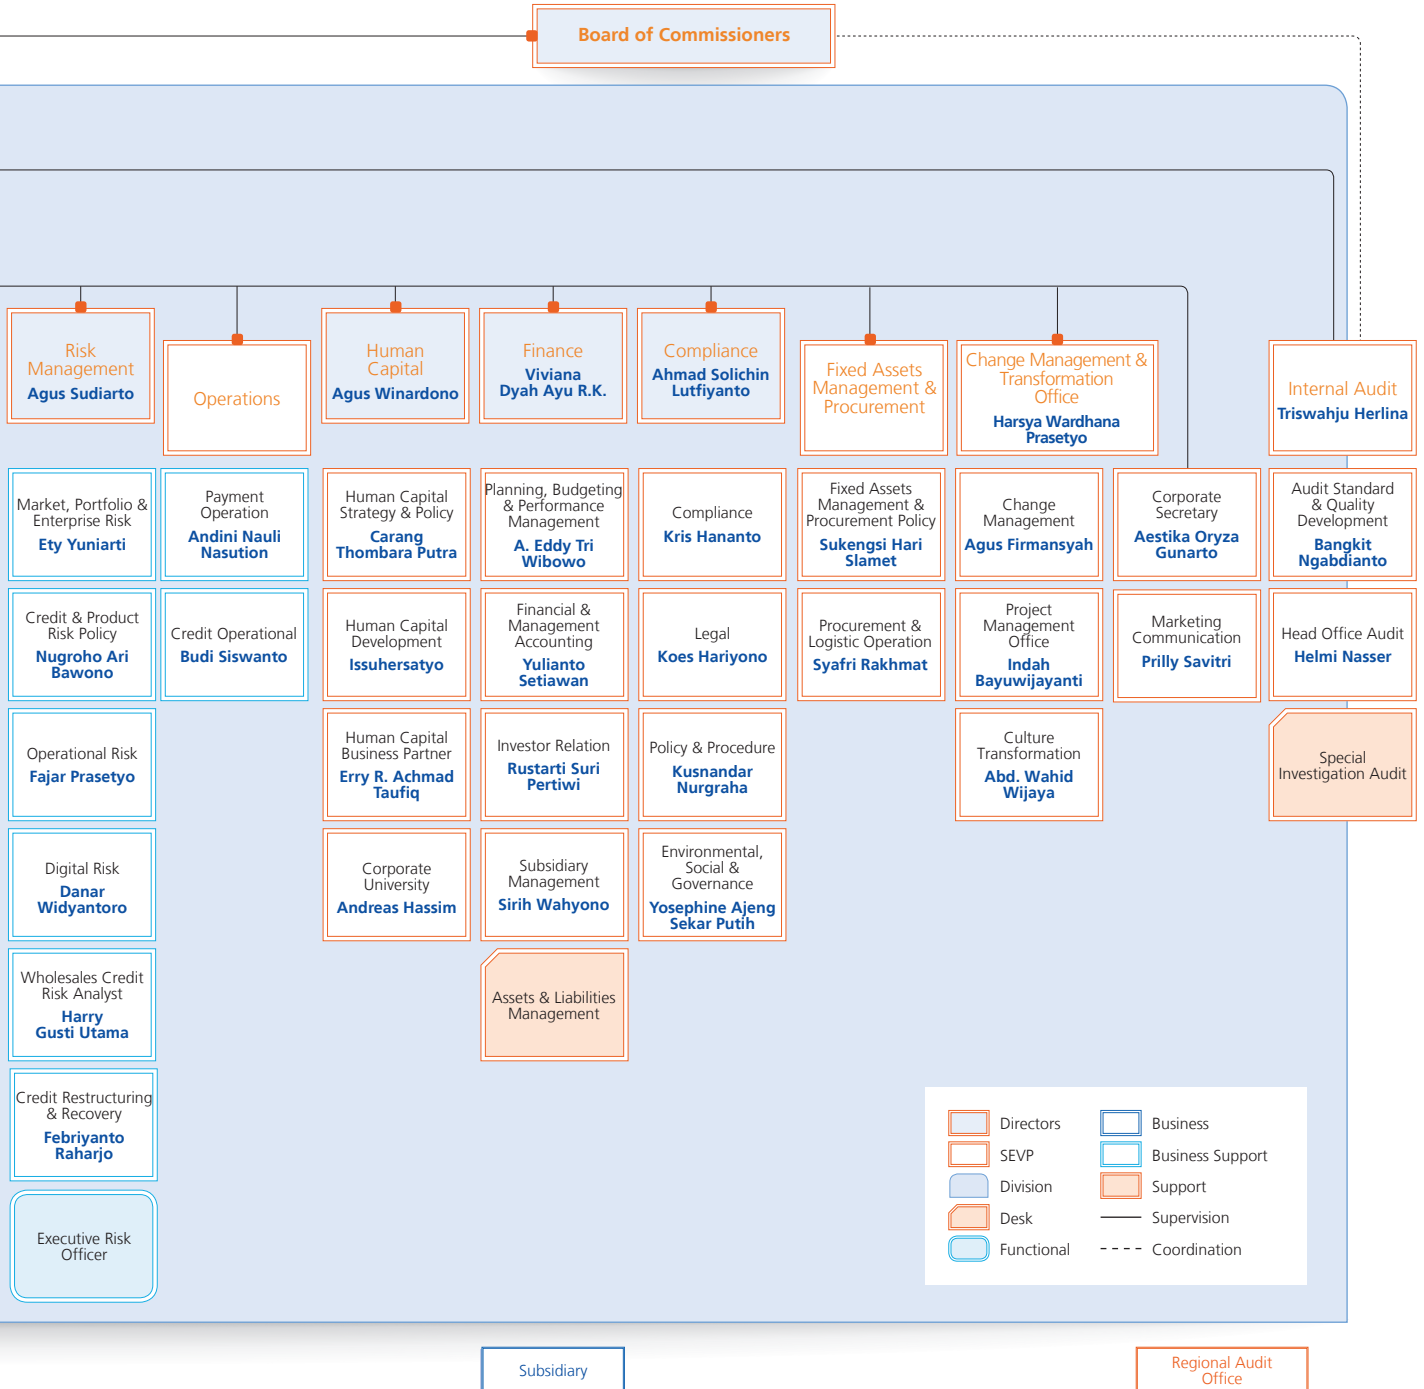 Board of Commissioners
Risk
Management
Agus Sudiarto
Operations
Human
Capital
Agus Winardono
Finance
Viviana
Dyah Ayu R.K.
Compliance
Ahmad Solichin
Lutfiyanto
Fixed Assets
Management &
Procurement
Change Management &
Transformation
Office
Harsya Wardhana
Prasetyo
Internal Audit
Triswahju Herlina
Market, Portfolio &
Enterprise Risk
Ety Yuniarti
Payment
Operation
Andini Nauli
Nasution
Human Capital
Strategy & Policy
Carang
Thombara Putra
Planning, Budgeting
& Performance
Management
A. Eddy Tri
Wibowo
Compliance
Kris Hananto
Fixed Assets
Management &
Procurement Policy
Sukengsi Hari
Slamet
Change
Management
Agus Firmansyah
Corporate
Secretary
Aestika Oryza
Gunarto
Audit Standard
& Quality
Development
Bangkit
Ngabdianto
Credit & Product
Risk Policy
Nugroho Ari
Bawono
Credit Operational
Budi Siswanto
Human Capital
Development
Issuhersatyo
Financial &
Management
Accounting
Yulianto
Setiawan
Legal
Koes Hariyono
Procurement &
Logistic Operation
Syafri Rakhmat
Project
Management
Office
Indah
Bayuwijayanti
Marketing
Communication
Prilly Savitri
Head Office Audit
Helmi Nasser
Operational Risk
Fajar Prasetyo
Human Capital
Business Partner
Erry R. Achmad
Taufiq
Investor Relation
Rustarti Suri
Pertiwi
Policy & Procedure
Kusnandar
Nurgraha
Culture
Transformation
Abd. Wahid
Wijaya
Special
Investigation Audit
Digital Risk
Danar
Widyantoro
Corporate
University
Andreas Hassim
Subsidiary
Management
Sirih Wahyono
Environmental,
Social &
Governance
Yosephine Ajeng
Sekar Putih
Wholesales Credit
Risk Analyst
Harry
Gusti Utama
Assets & Liabilities
Management
Credit Restructuring
& Recovery
Febriyanto
Raharjo
Executive Risk
Officer
Directors
SEVP
Division
Desk
Functional
Business
Business Support
Support
Supervision
Coordination
Subsidiary
Regional Audit
Office